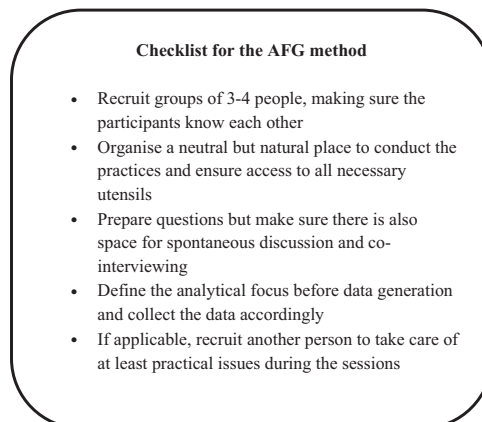 Checklist for the AFG method
• Recruit groups of 3-4 people, making sure the
participants know each other
• Organise a neutral but natural place to conduct the
practices and ensure access to all necessary
utensils
• Prepare questions but make sure there is also
space for spontaneous discussion and co-
interviewing
• Define the analytical focus before data generation
and collect the data accordingly
• If applicable, recruit another person to take care of
at least practical issues during the sessions